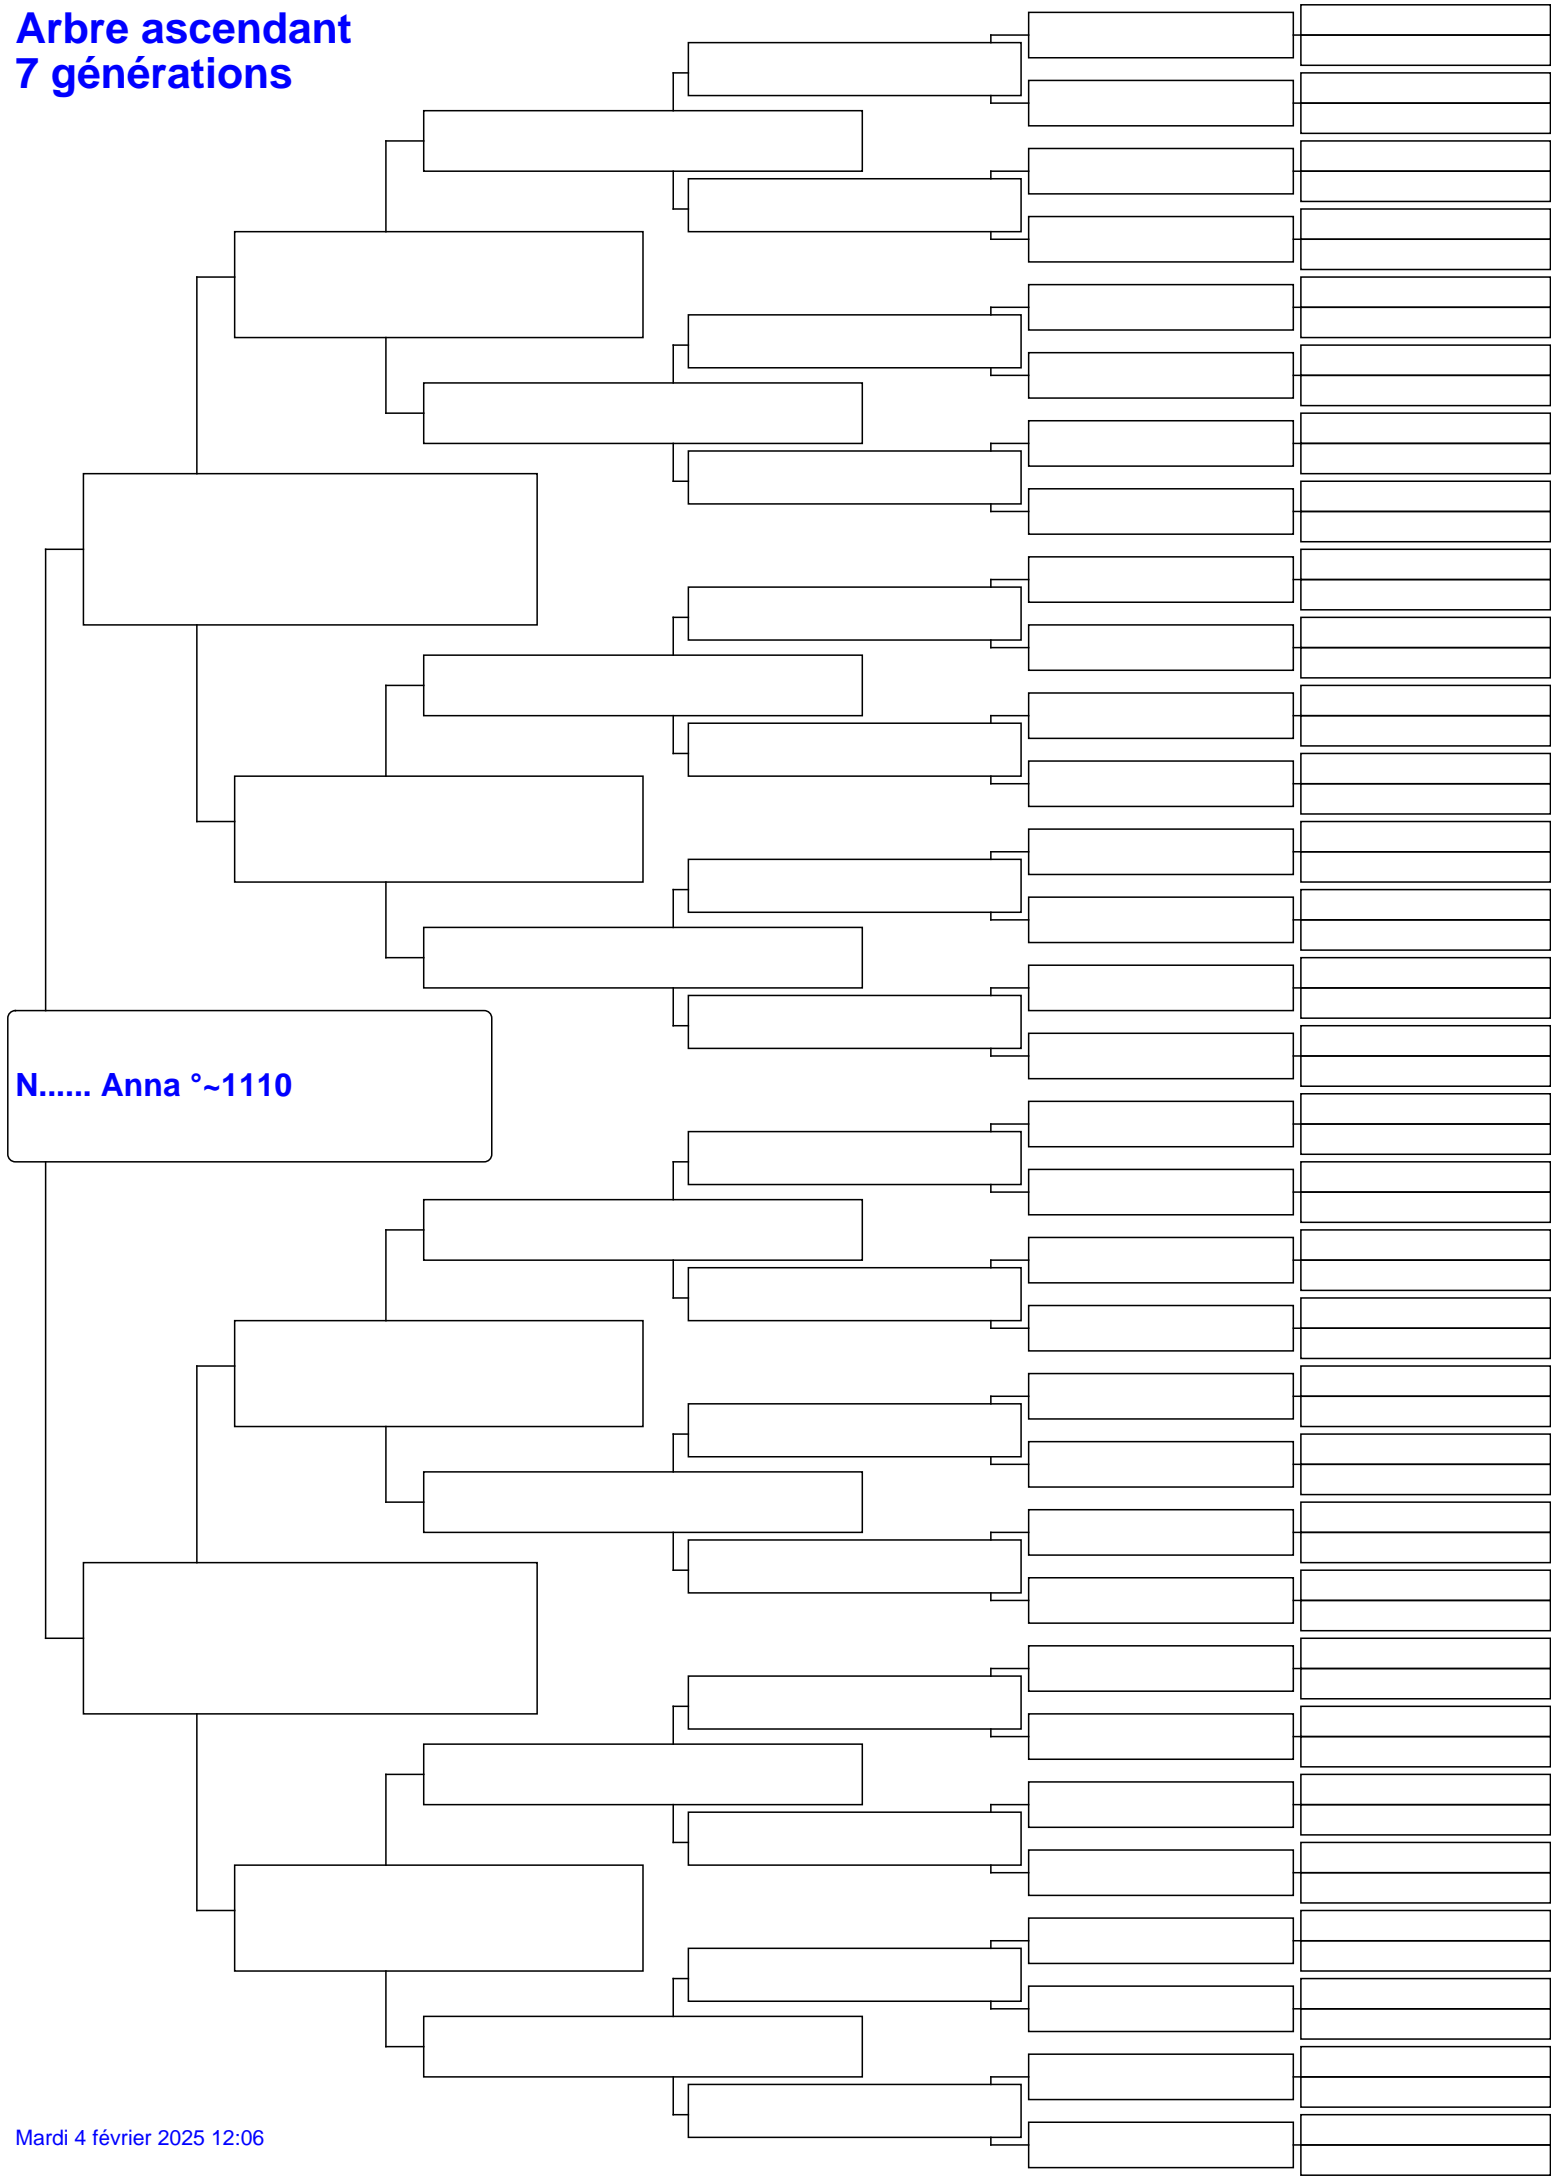 Arbre ascendant
7 générations
N...... Anna °~1110
Mardi 4 février 2025 12:06